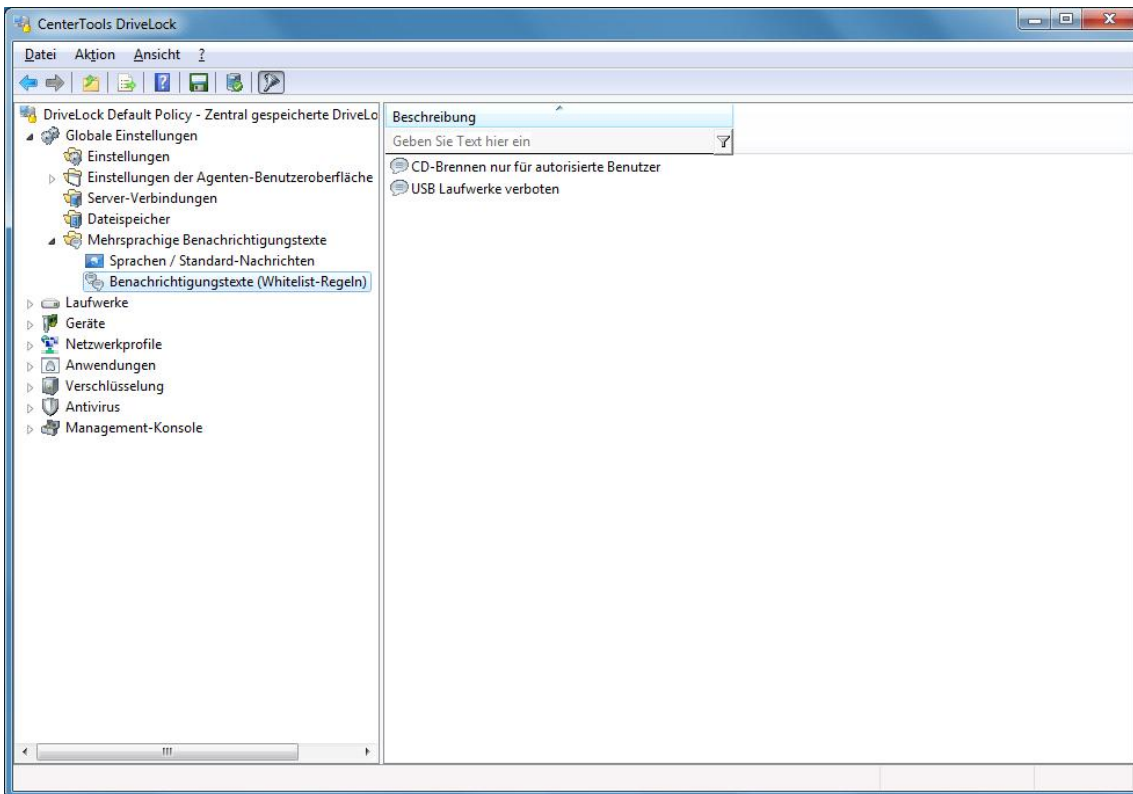 CenterTools DriveLock
Datei Aktion Ansicht ?
DriveLock Default Policy - Zentral gespeicherte DriveLo
Globale Einstellungen
Einstellungen
Einstellungen der Agenten-Benutzeroberfläche
Server-Verbindungen
Dateispeicher
Mehrsprachige Benachrichtigungstexte
Sprachen / Standard-Nachrichten
Benachrichtigungstexte (Whitelist-Regeln)
Laufwerke
Geräte
Netzwerkprofile
Anwendungen
Verschlüsselung
Antivirus
Management-Konsole
Beschreibung
Geben Sie Text hier ein
CD-Brennen nur für autorisierte Benutzer
USB Laufwerke verboten